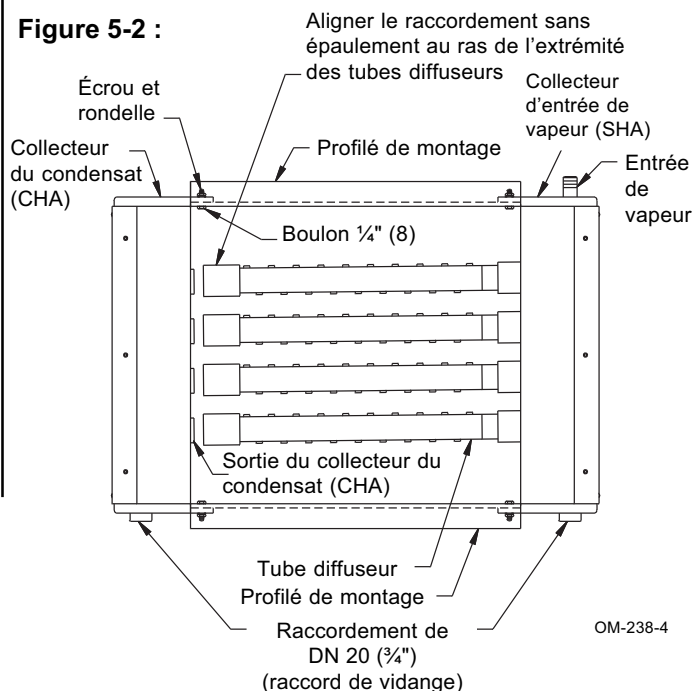 Figure 5-2 :
Aligner le raccordement sans
épaulement au ras de l'extrémité
des tubes diffuseurs
Écrou et
rondelle
Collecteur
d'entrée de
vapeur (SHA)
Collecteur
du condensat
(CHA)
Profilé de montage
Entrée
de
vapeur
Boulon ¼" (8)
Sortie du collecteur du
condensat (CHA)
Tube diffuseur
Profilé de montage
Raccordement de
DN 20 (¾")
(raccord de vidange)
OM-238-4